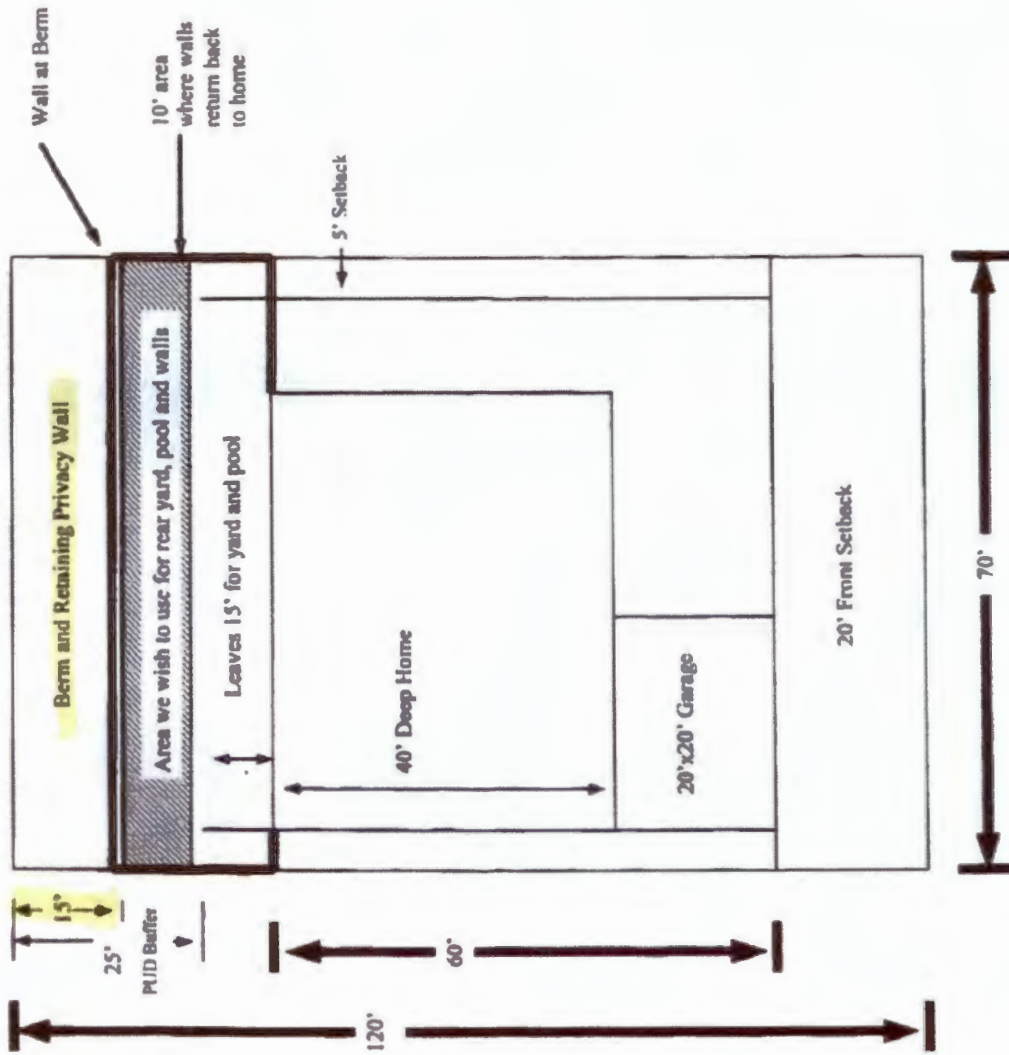 Wall at Berm
10' area
where walls
return back
to home
5' Setback
Berm and Retaining Privacy Wall
Area we wish to use for rear yard, pool and walls
Leaves 15' for yard and pool
40' Deep Home
20'x20' Garage
20' Front Setback
15'
25'
PUD Buffer
60'
120'
70'